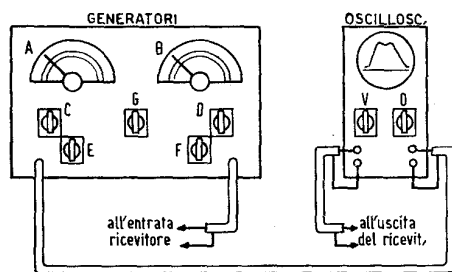 GENERATORI
OSCILLOSC.
A
B
C
G
D
E
F
V
O
all'entrata
ricevitore
all'uscita
del ricevit.